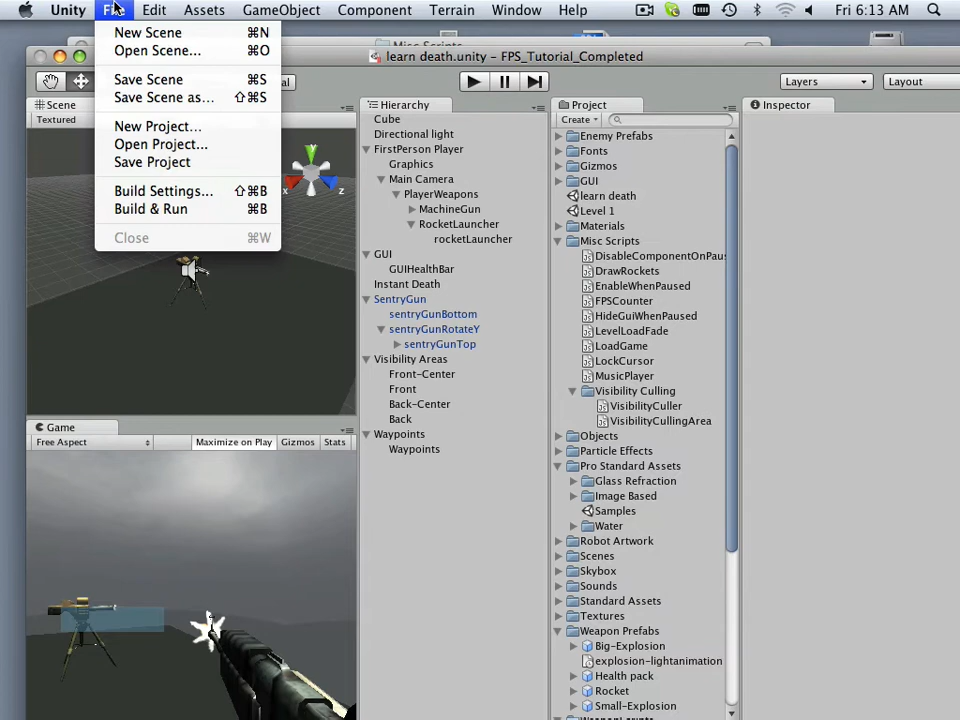 Unity File Edit Assets GameObject Component Terrain Window Help Fri 6:13 AM
New Scene ⌘N
Open Scene... ⌘O
Save Scene ⌘S
Save Scene as... ⇧⌘S
New Project...
Open Project...
Save Project
Build Settings... ⇧⌘B
Build & Run ⌘B
Close ⌘W
Misc Scripts
learn death.unity - FPS_Tutorial_Completed
Layers
Layout
Scene
Textured
Hierarchy
Cube
Directional light
FirstPerson Player
Graphics
Main Camera
PlayerWeapons
MachineGun
RocketLauncher
rocketLauncher
GUI
GUIHealthBar
Instant Death
SentryGun
sentryGunBottom
sentryGunRotateY
sentryGunTop
Visibility Areas
Front-Center
Front
Back-Center
Back
Waypoints
Waypoints
Project
Create
Enemy Prefabs
Fonts
Gizmos
GUI
learn death
Level 1
Materials
Misc Scripts
DisableComponentOnPaus
DrawRockets
EnableWhenPaused
FPSCounter
HideGuiWhenPaused
LevelLoadFade
LoadGame
LockCursor
MusicPlayer
Visibility Culling
VisibilityCuller
VisibilityCullingArea
Objects
Particle Effects
Pro Standard Assets
Glass Refraction
Image Based
Samples
Water
Robot Artwork
Scenes
Skybox
Sounds
Standard Assets
Textures
Weapon Prefabs
Big-Explosion
explosion-lightanimation
Health pack
Rocket
Small-Explosion
Inspector
x
z
Game
Free Aspect Maximize on Play Gizmos Stats